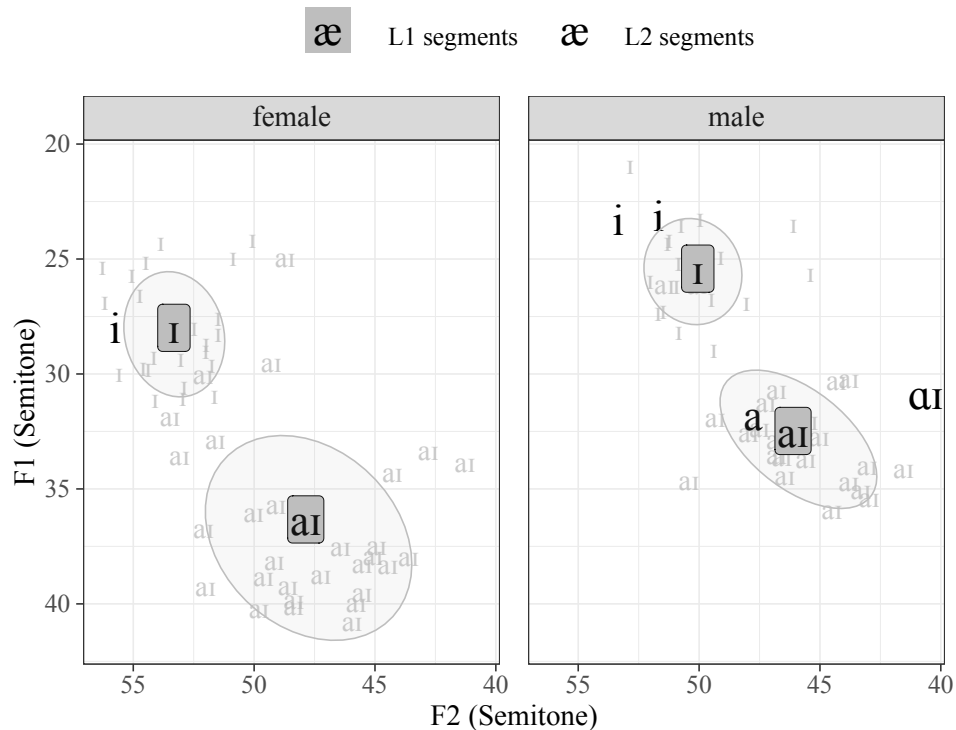 æ L1 segments æ L2 segments
female male
F1 (Semitone)
20
25
30
35
40
i ɪ aɪ
i i ɪ a aɪ ɑɪ
55 50 45 40
55 50 45 40
F2 (Semitone)